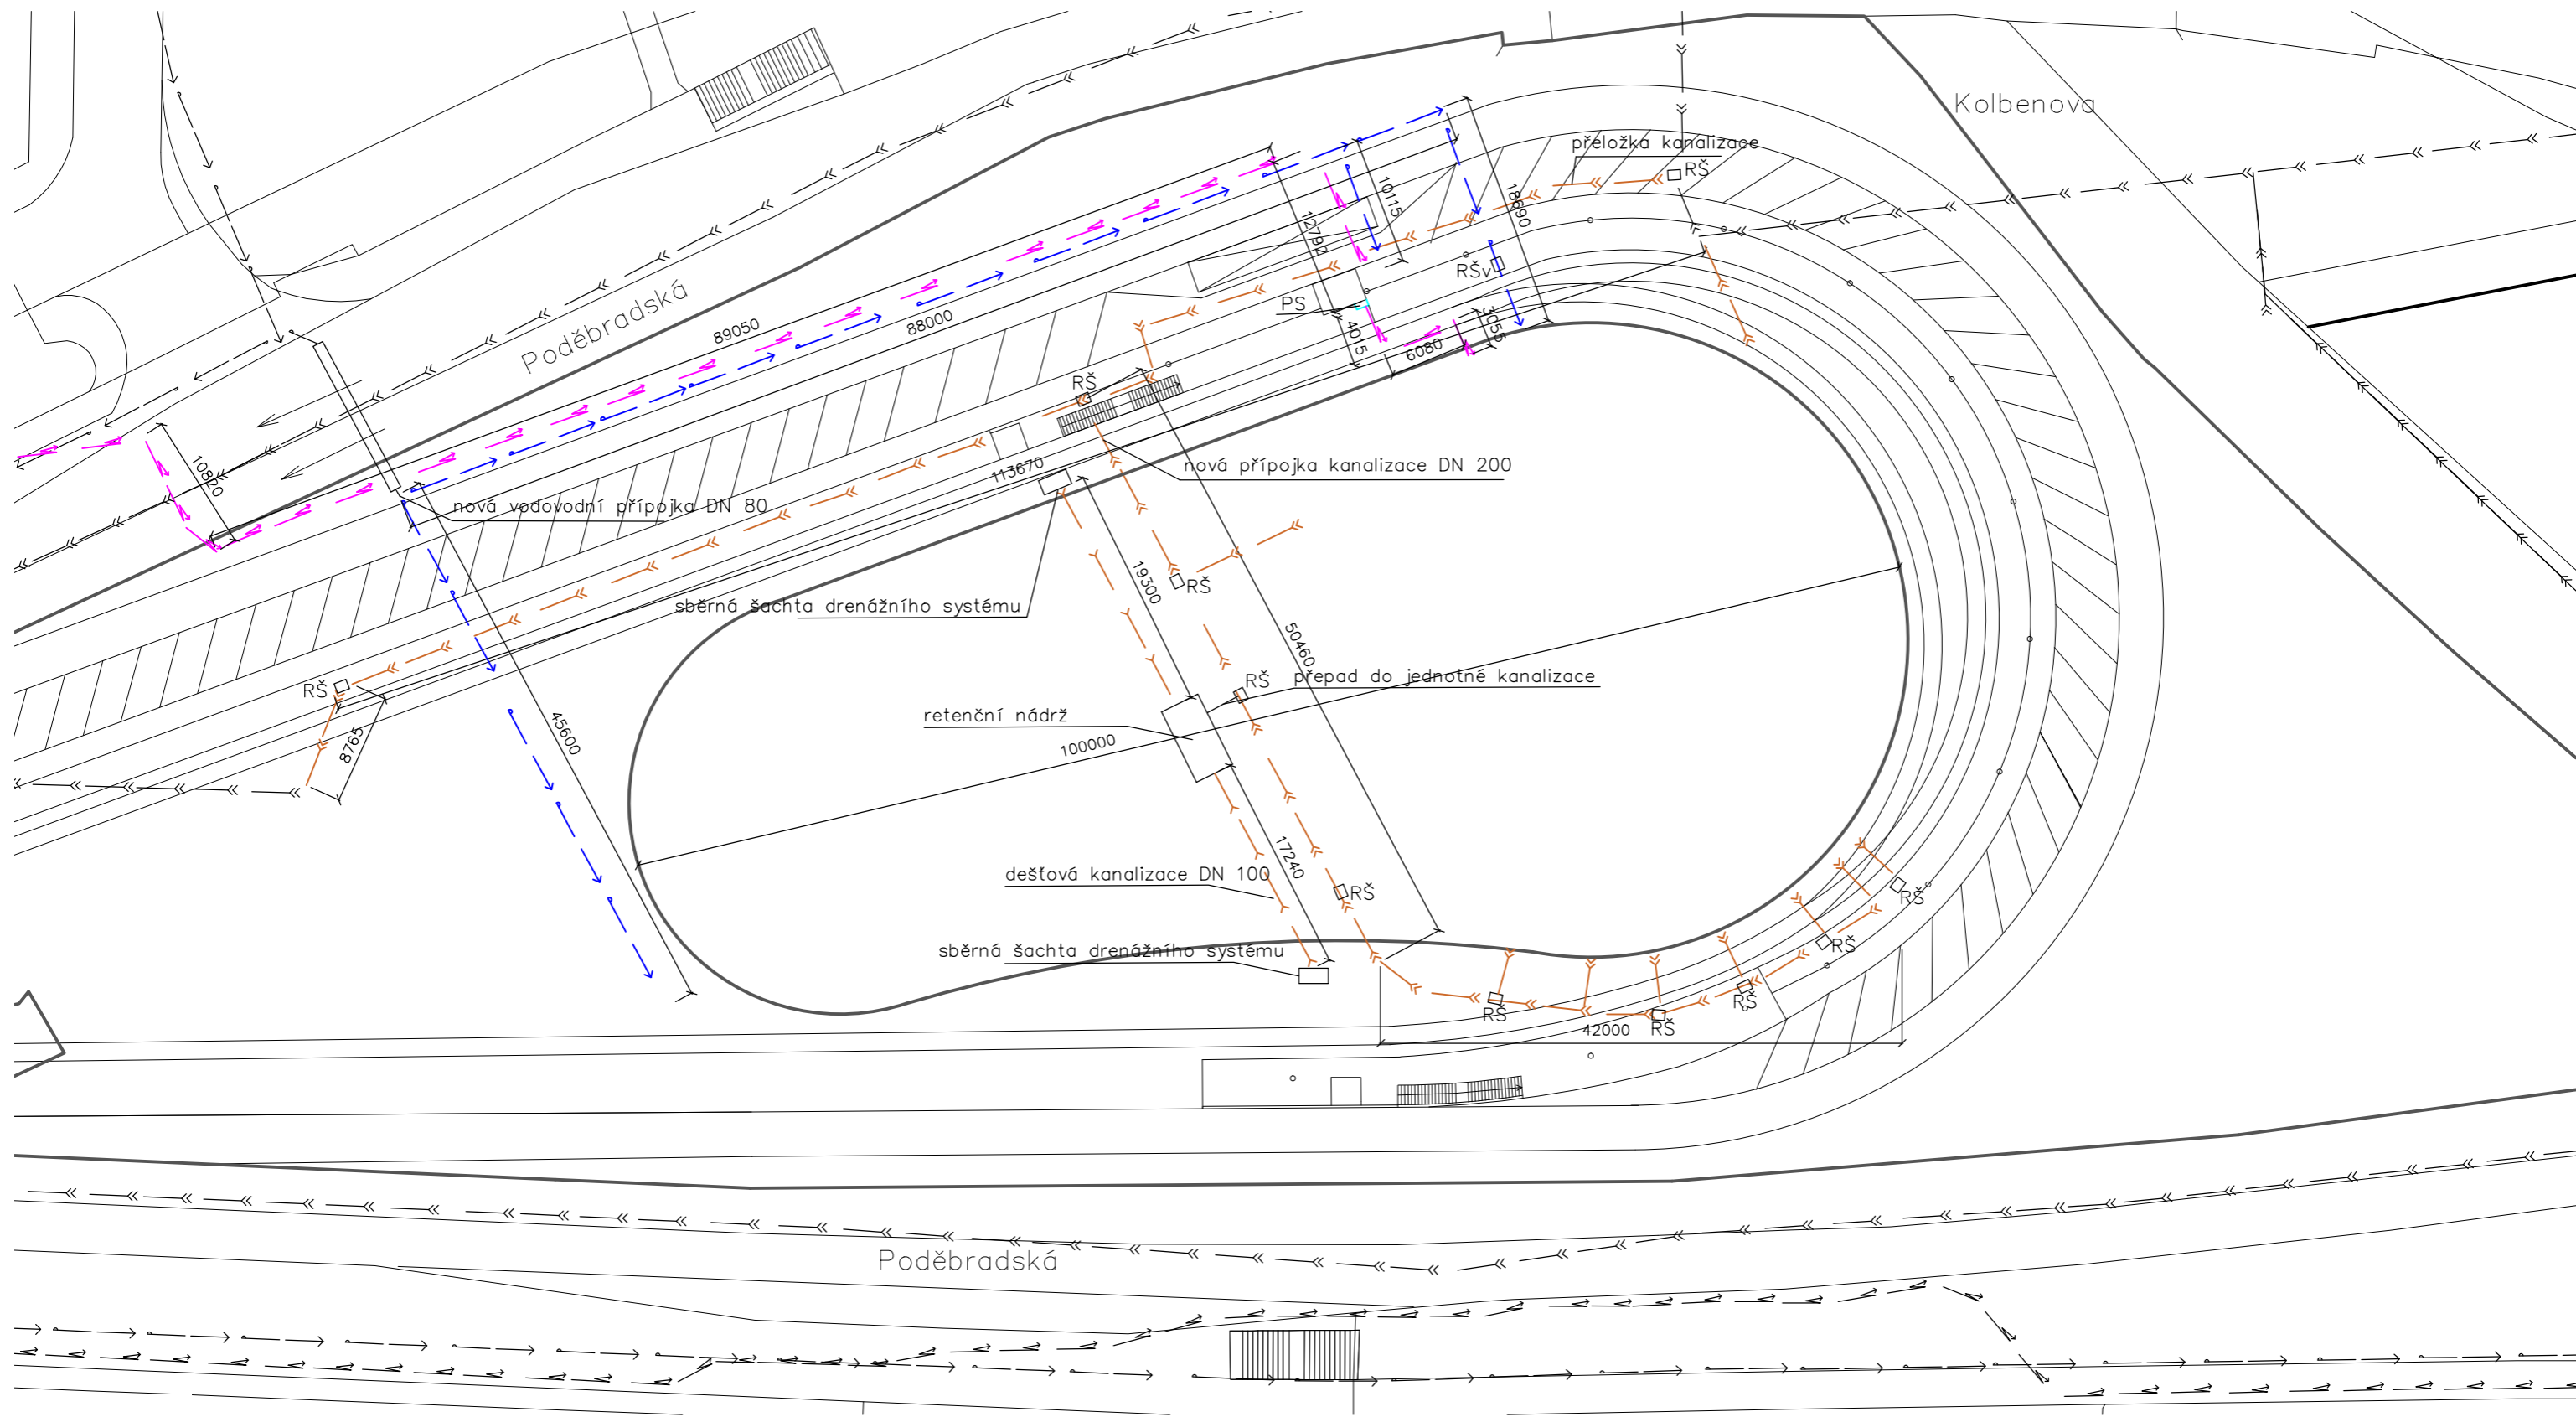 Kolbenova
přeložka kanalizace
RŠ
10115
18690
12792
RŠv
Poděbradská
PS
89050
88000
4015
6080
3055
RŠ
10820
113670
nová přípojka kanalizace DN 200
nová vodovodní přípojka DN 80
19300
RŠ
sběrná šachta drenážního systému
50460
RŠ
přepad do jednotné kanalizace
RŠ
retenční nádrž
45600
8765
100000
17240
dešťová kanalizace DN 100
RŠ
RŠ
sběrná šachta drenážního systému
RŠ
RŠ
RŠ
42000
RŠ
Poděbradská